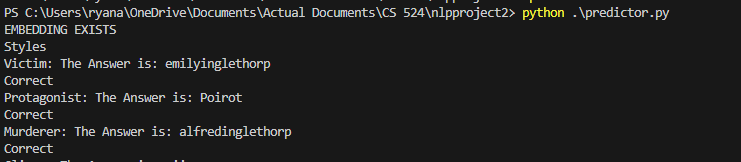 PS C:\Users\ryana\OneDrive\Documents\Actual Documents\CS 524\nlpproject2> python .\predictor.py
EMBEDDING EXISTS
Styles
Victim: The Answer is: emilyinglethorp
Correct
Protagonist: The Answer is: Poirot
Correct
Murderer: The Answer is: alfredinglethorp
Correct